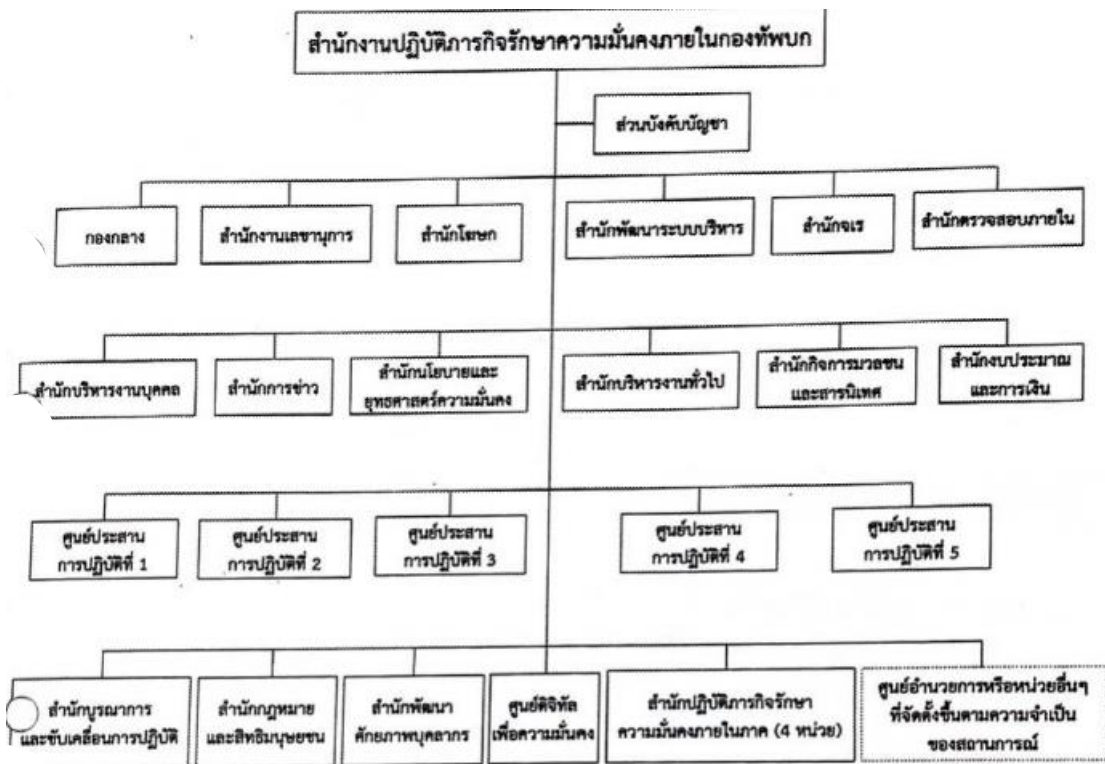 สำนักงานปฏิบัติภารกิจรักษาความมั่นคงภายในกองทัพบก
ส่วนบังคับบัญชา
กองกลาง
สำนักงานเลขานุการ
สำนักโฆษก
สำนักพัฒนาระบบบริหาร
สำนักจเร
สำนักตรวจสอบภายใน
สำนักบริหารงานบุคคล
สำนักการข่าว
สำนักนโยบายและ
ยุทธศาสตร์ความมั่นคง
สำนักบริหารงานทั่วไป
สำนักกิจการมวลชน
และสารนิเทศ
สำนักงบประมาณ
และการเงิน
ศูนย์ประสาน
การปฏิบัติที่ 1
ศูนย์ประสาน
การปฏิบัติที่ 2
ศูนย์ประสาน
การปฏิบัติที่ 3
ศูนย์ประสาน
การปฏิบัติที่ 4
ศูนย์ประสาน
การปฏิบัติที่ 5
สำนักบูรณาการ
และขับเคลื่อนการปฏิบัติ
สำนักกฎหมาย
และสิทธิมนุษยชน
สำนักพัฒนา
ศักยภาพบุคลากร
ศูนย์ดิจิทัล
เพื่อความมั่นคง
สำนักปฏิบัติภารกิจรักษา
ความมั่นคงภายในภาค (4 หน่วย)
ศูนย์อำนวยการหรือหน่วยอื่นๆ
ที่จัดตั้งขึ้นตามความจำเป็น
ของสถานการณ์